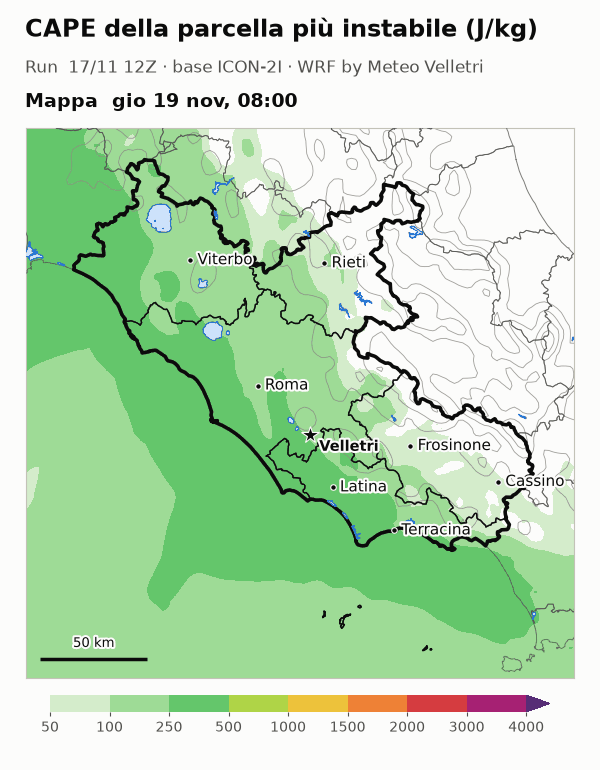 CAPE della parcella più instabile (J/kg)
Run  17/11 12Z · base ICON-2I · WRF by Meteo Velletri
Mappa  gio 19 nov, 08:00
Viterbo
Rieti
Roma
Velletri
Frosinone
Latina
Cassino
Terracina
50 km
50 100 250 500 1000 1500 2000 3000 4000